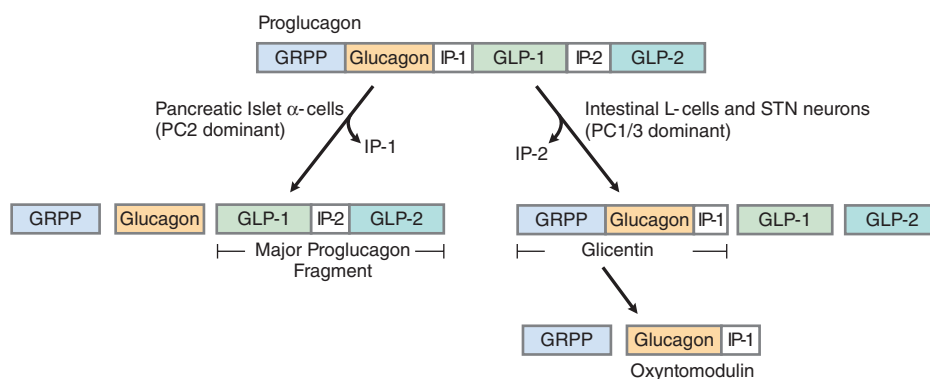 Proglucagon
GRPP Glucagon IP-1 GLP-1 IP-2 GLP-2
Pancreatic Islet α-cells
(PC2 dominant)
IP-1
Intestinal L-cells and STN neurons
(PC1/3 dominant)
IP-2
GRPP Glucagon GLP-1 IP-2 GLP-2
Major Proglucagon
Fragment
GRPP Glucagon IP-1 GLP-1 GLP-2
Glicentin
GRPP Glucagon IP-1
Oxyntomodulin